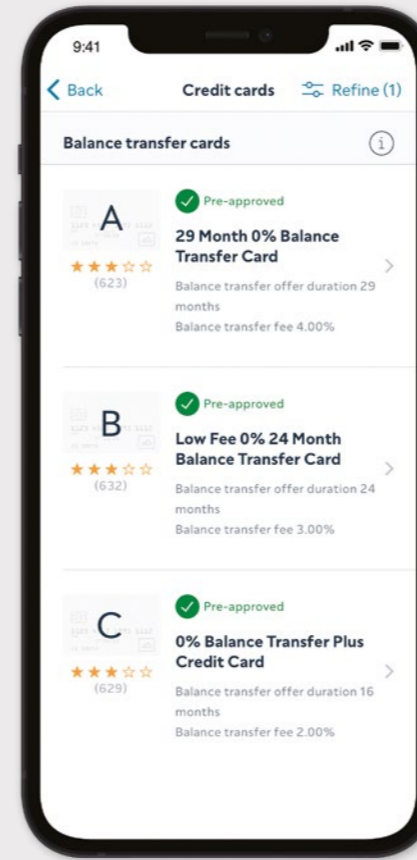 9:41
Back
Credit cards
Refine (1)
Balance transfer cards
i
A
Pre-approved
29 Month 0% Balance
Transfer Card
(623)
Balance transfer offer duration 29
months
Balance transfer fee 4.00%
B
Pre-approved
Low Fee 0% 24 Month
Balance Transfer Card
(632)
Balance transfer offer duration 24
months
Balance transfer fee 3.00%
C
Pre-approved
0% Balance Transfer Plus
Credit Card
(629)
Balance transfer offer duration 16
months
Balance transfer fee 2.00%